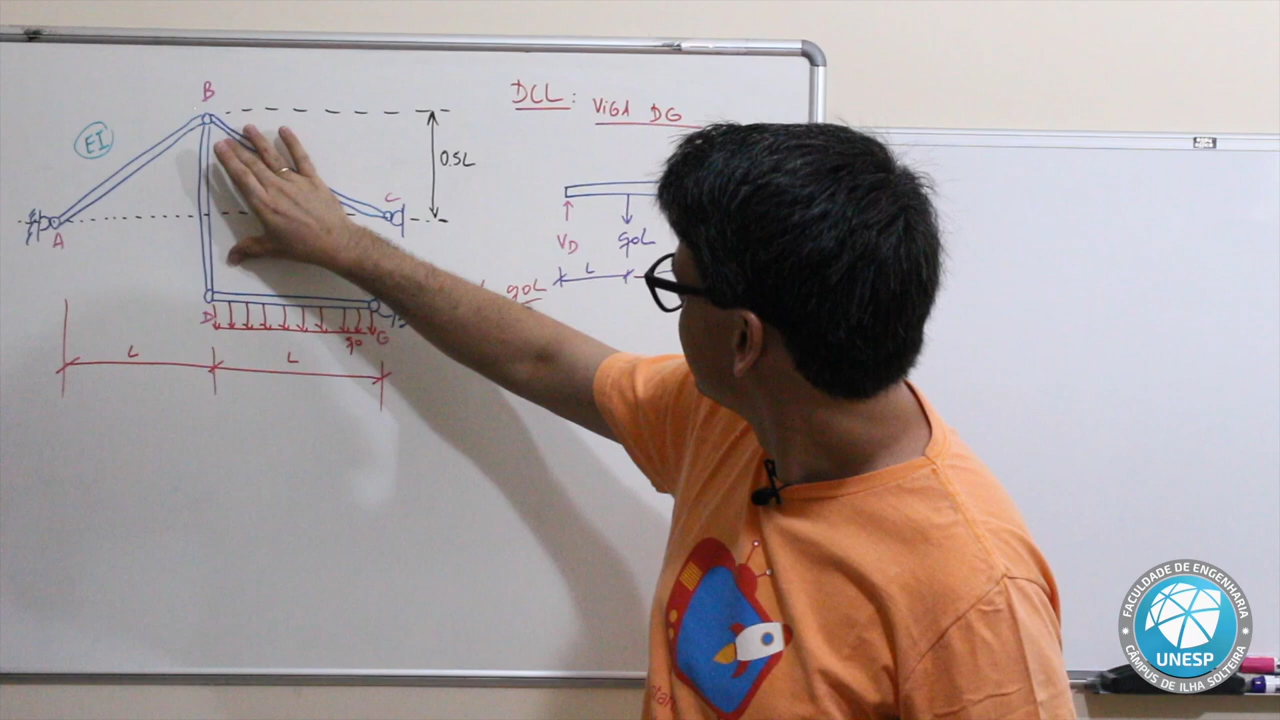 B
EI
0.5L
C
A
D
q0
G
L
L
DCL:
VIGA DG
VD
q0L
L
q0L
FACULDADE DE ENGENHARIA
UNESP
CÂMPUS DE ILHA SOLTEIRA